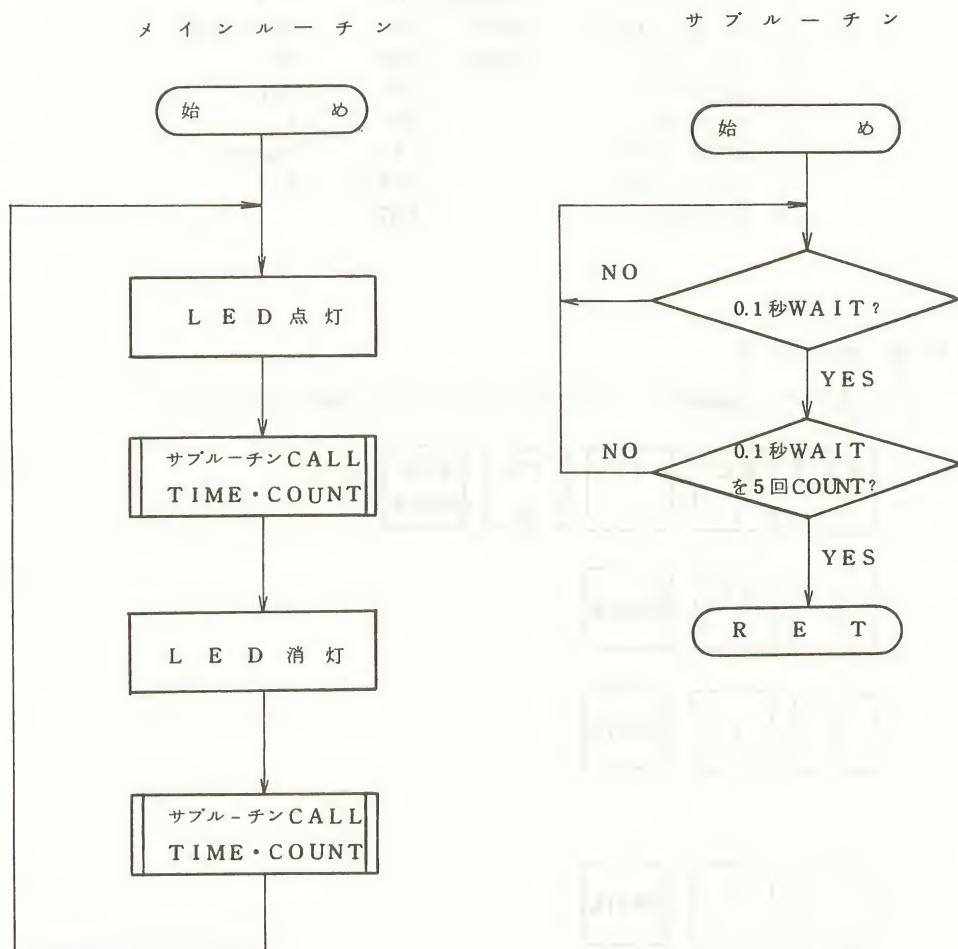 メインルーチン
始め
LED点灯
サブルーチンCALL
TIME・COUNT
LED消灯
サブル-チンCALL
TIME・COUNT
サブルーチン
始め
NO
0.1秒WAIT?
YES
NO
0.1秒WAIT
を5回COUNT?
YES
RET